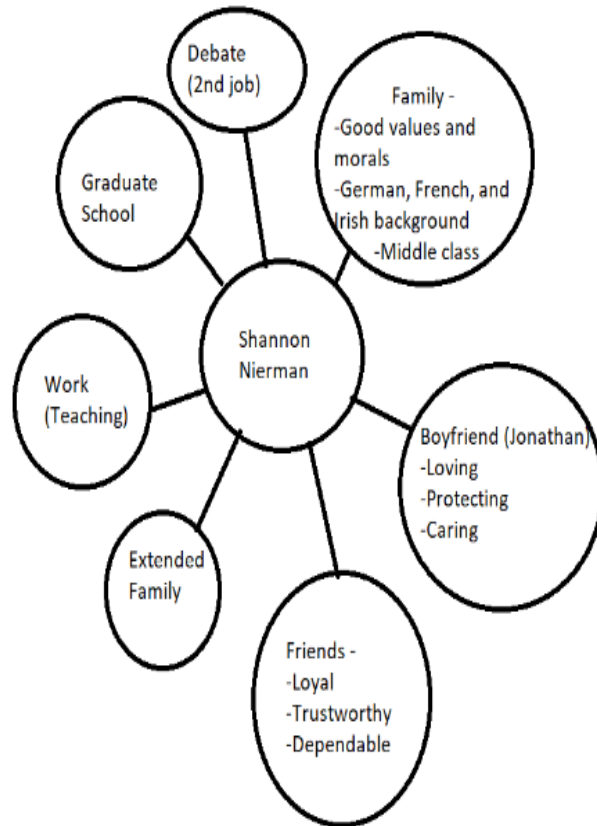 Debate
(2nd job)
Family -
-Good values and
morals
-German, French, and
Irish background
-Middle class
Graduate
School
Shannon
Nierman
Work
(Teaching)
Boyfriend (Jonathan)
-Loving
-Protecting
-Caring
Extended
Family
Friends -
-Loyal
-Trustworthy
-Dependable